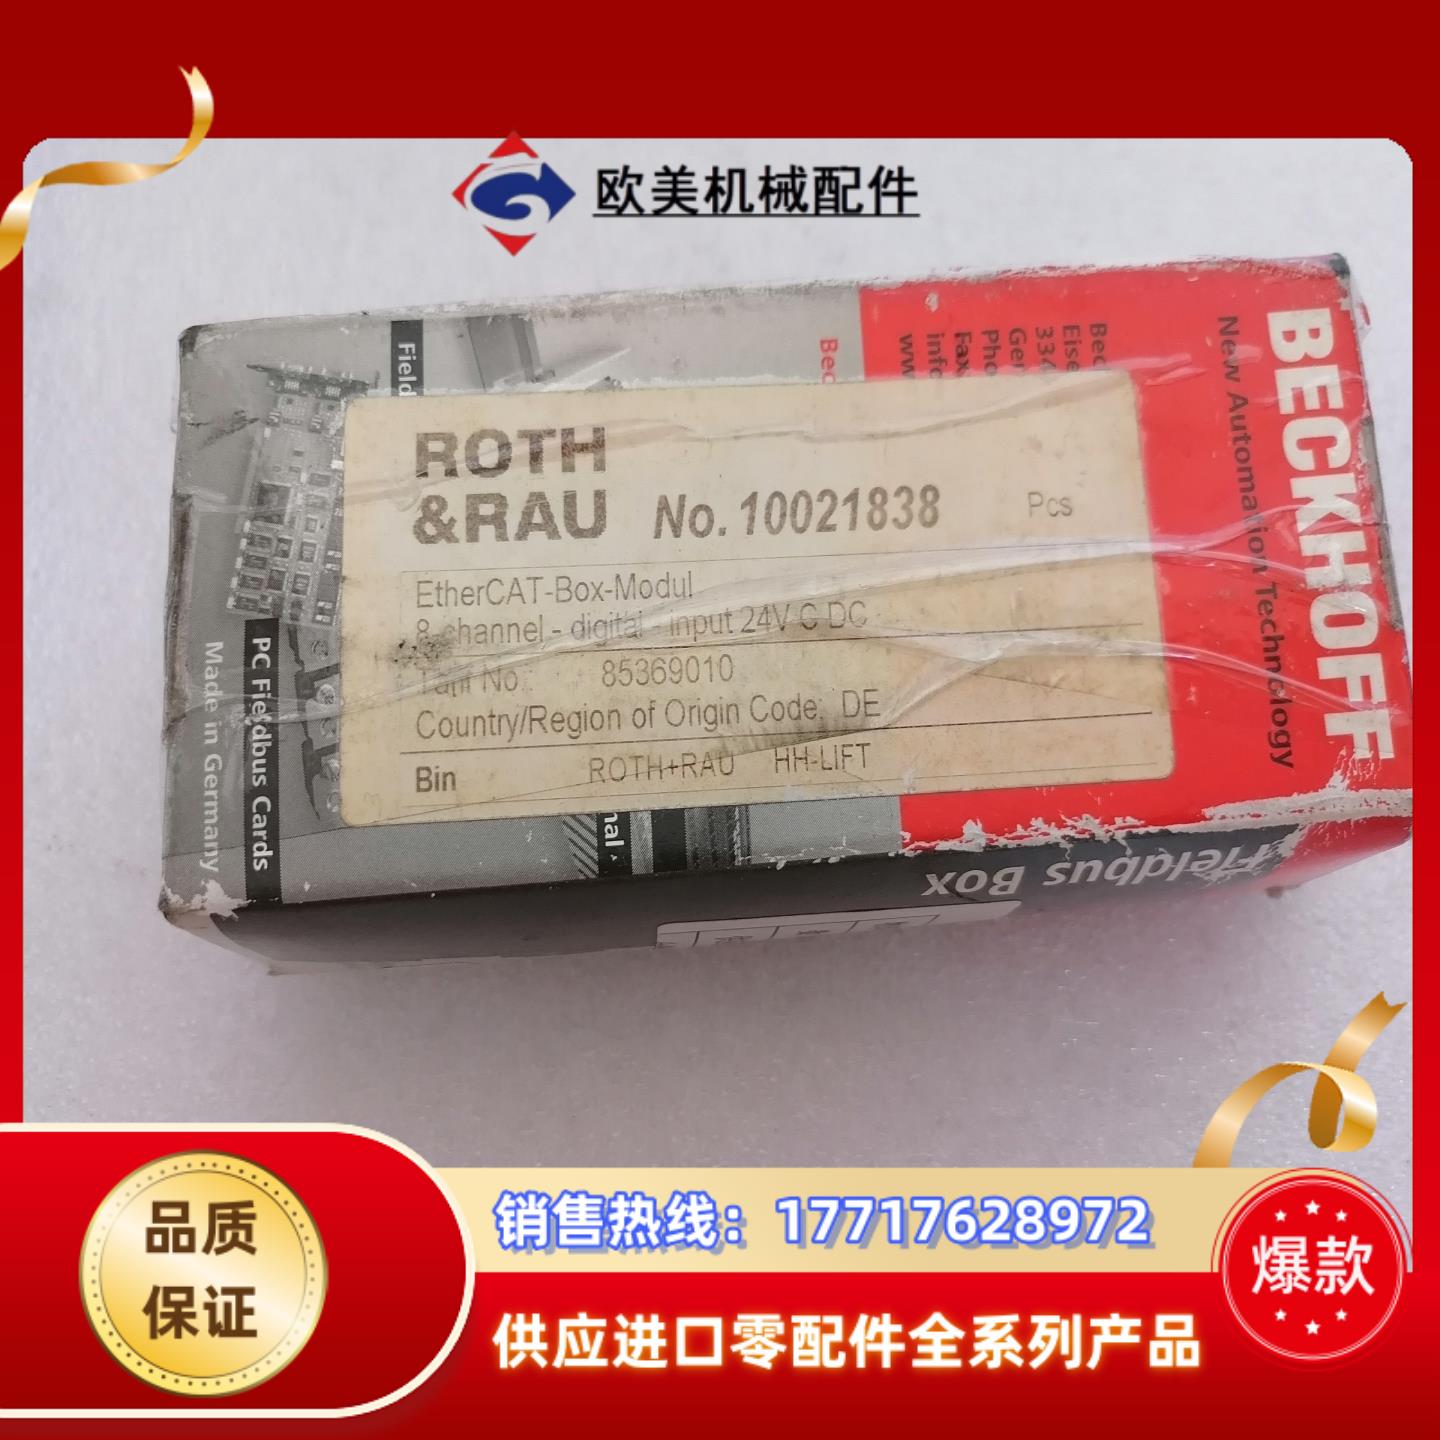 欧美机械配件
BECKHOFF
New Automation Technology
Made in Germany
PC Fieldbus Cards
Fieldbus Box
ROTH
&RAU No.10021838 Pcs
EtherCAT-Box-Modul
8-channel - digital - input 24V C DC
No. 85369010
Country/Region of Origin Code: DE
Bin ROTH+RAU HH-LIFT
品质
保证
销售热线：17717628972
供应进口零配件全系列产品
爆款